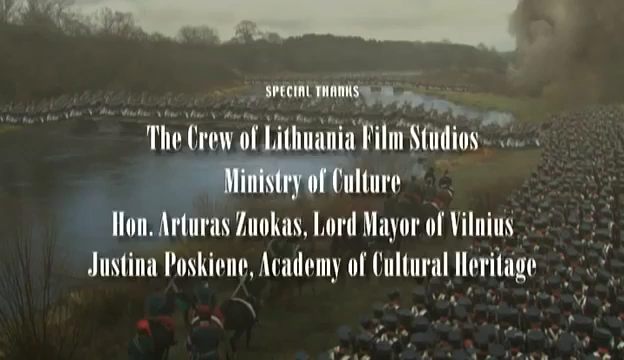 SPECIAL THANKS
The Crew of Lithuania Film Studios
Ministry of Culture
Hon. Arturas Zuokas, Lord Mayor of Vilnius
Justina Poskiene, Academy of Cultural Heritage